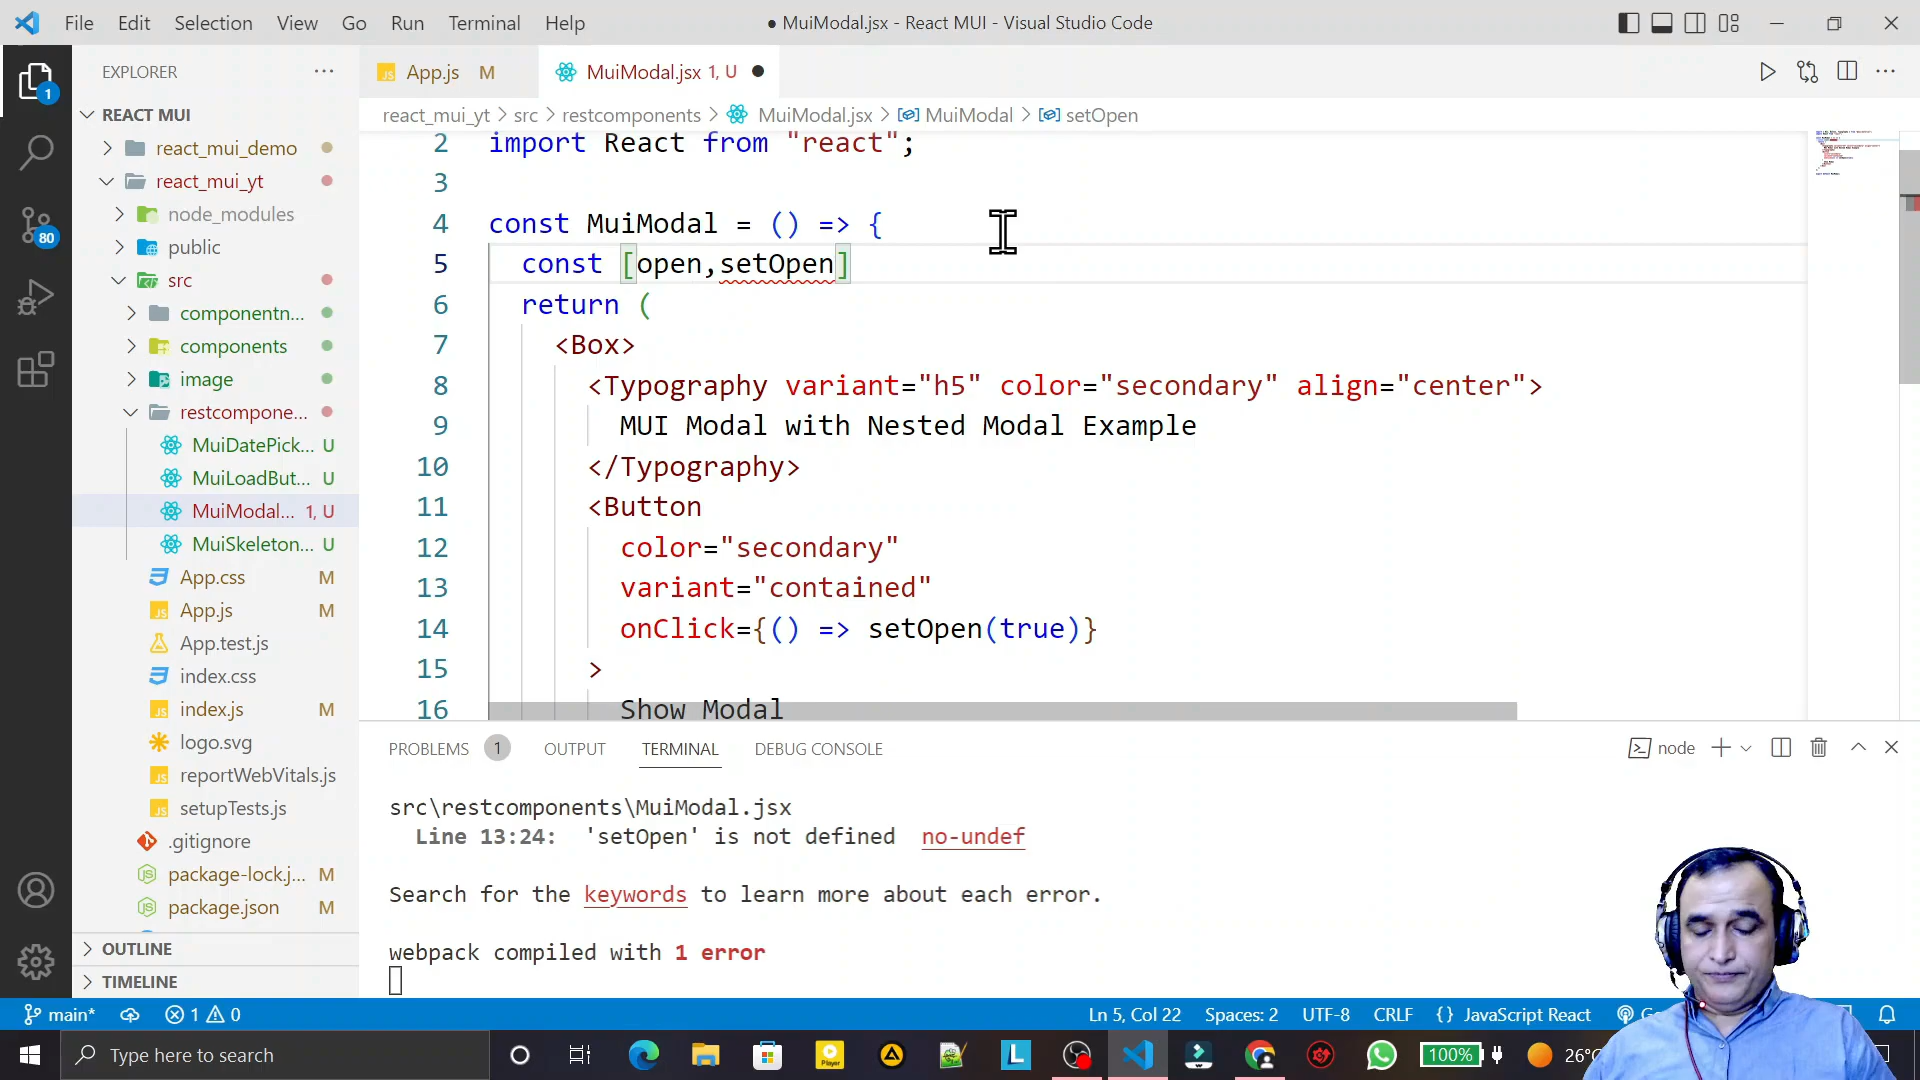 File Edit Selection View Go Run Terminal Help ● MuiModal.jsx - React MUI - Visual Studio Code
EXPLORER ···
JS App.js M MuiModal.jsx 1, U ●
react_mui_yt > src > restcomponents > MuiModal.jsx > MuiModal > setOpen
1
REACT MUI
react_mui_demo
react_mui_yt
node_modules
80
public
src
componentn...
components
image
restcompone...
MuiDatePick... U
MuiLoadBut... U
MuiModal... 1, U
MuiSkeleton... U
App.css M
JS App.js M
App.test.js
index.css
JS index.js M
logo.svg
JS reportWebVitals.js
JS setupTests.js
.gitignore
package-lock.j... M
package.json M
OUTLINE
TIMELINE
2 import React from "react";
3
4 const MuiModal = () => {
5 const [open,setOpen]
6 return (
7 <Box>
8 <Typography variant="h5" color="secondary" align="center">
9 MUI Modal with Nested Modal Example
10 </Typography>
11 <Button
12 color="secondary"
13 variant="contained"
14 onClick={() => setOpen(true)}
15 >
16 Show Modal
PROBLEMS 1 OUTPUT TERMINAL DEBUG CONSOLE node
src\restcomponents\MuiModal.jsx
Line 13:24: 'setOpen' is not defined no-undef
Search for the keywords to learn more about each error.
webpack compiled with 1 error
main* 1 0 Ln 5, Col 22 Spaces: 2 UTF-8 CRLF {} JavaScript React
Type here to search Player L 100% 26°